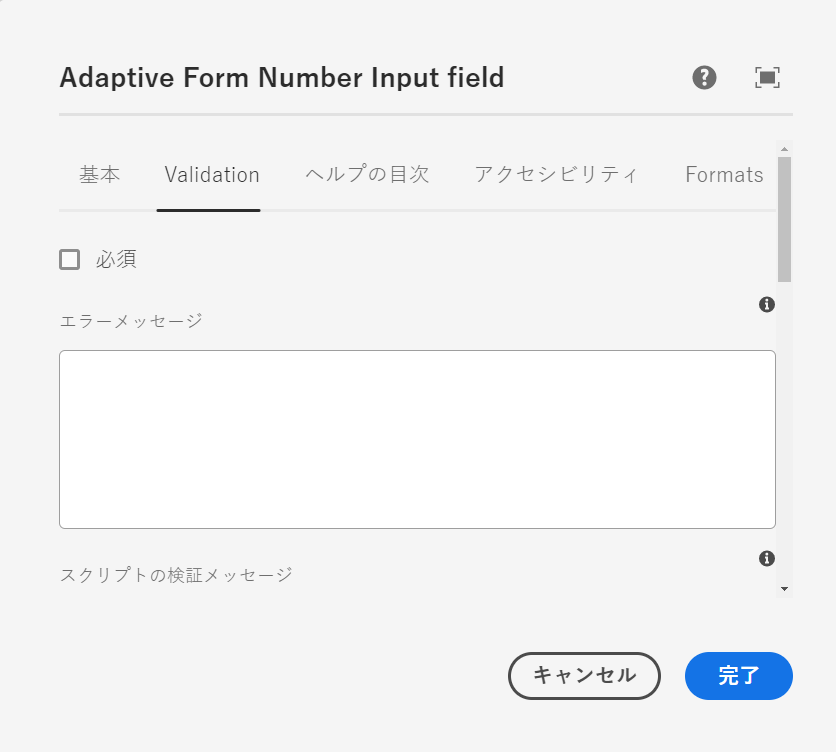 Adaptive Form Number Input field
基本 Validation ヘルプの目次 アクセシビリティ Formats
必須
エラーメッセージ
スクリプトの検証メッセージ
キャンセル 完了